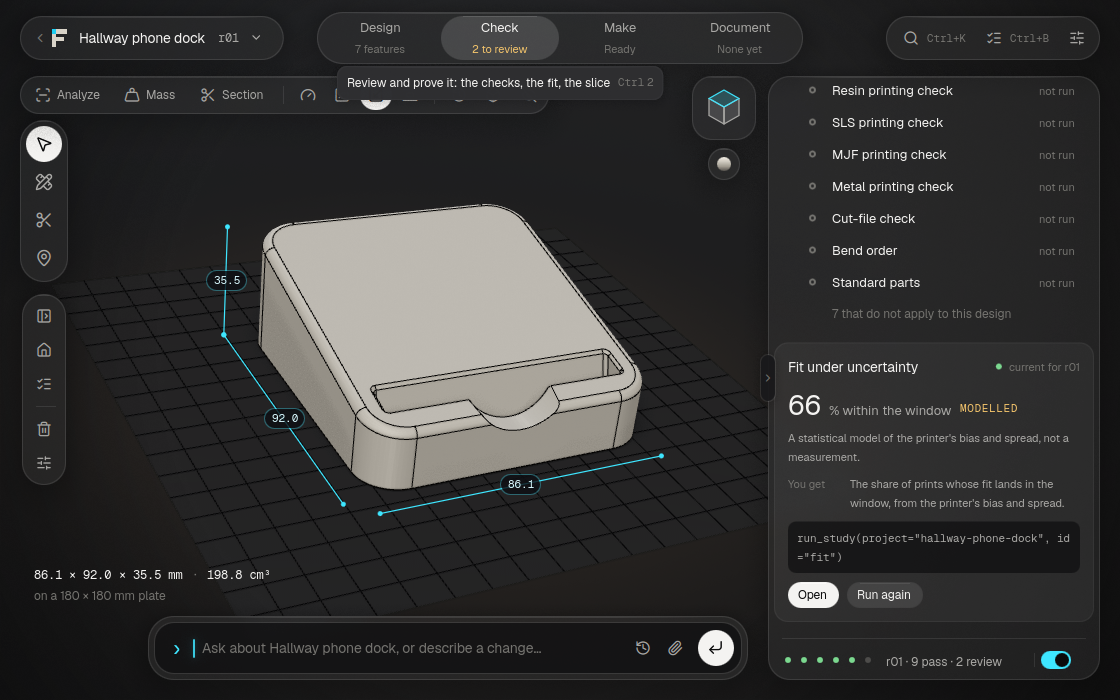 Hallway phone dock r01
Design
7 features
Check
2 to review
Make
Ready
Document
None yet
Ctrl+K
Ctrl+B
Review and prove it: the checks, the fit, the slice Ctrl 2
Analyze
Mass
Section
35.5
92.0
86.1
86.1 × 92.0 × 35.5 mm · 198.8 cm³
on a 180 × 180 mm plate
Ask about Hallway phone dock, or describe a change…
Resin printing check not run
SLS printing check not run
MJF printing check not run
Metal printing check not run
Cut-file check not run
Bend order not run
Standard parts not run
7 that do not apply to this design
Fit under uncertainty current for r01
66 % within the window MODELLED
A statistical model of the printer's bias and spread, not a
measurement.
You get The share of prints whose fit lands in the
window, from the printer's bias and spread.
run_study(project="hallway-phone-dock", id
="fit")
Open
Run again
r01 · 9 pass · 2 review